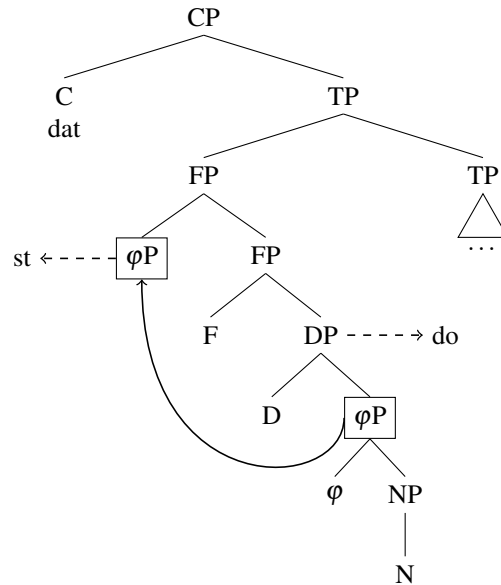 CP
C TP
dat
FP TP
st φP FP ...
F DP do
D φP
φ NP
N